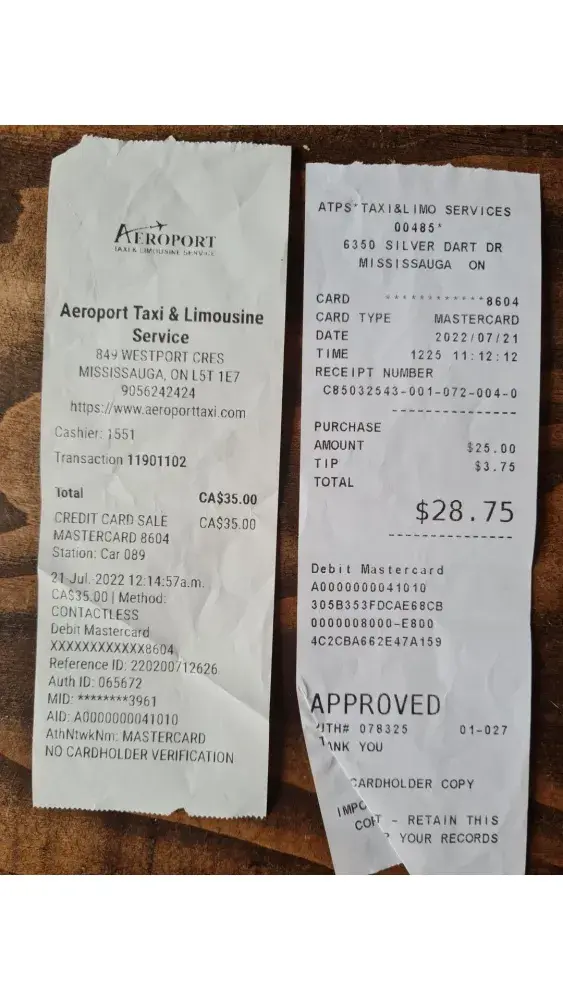 AEROPORT
TAXI & LIMOUSINE SERVICE
Aeroport Taxi & Limousine
Service
849 WESTPORT CRES
MISSISSAUGA, ON L5T 1E7
9056242424
https://www.aeroporttaxi.com
Cashier: 1551
Transaction 11901102
Total CA$35.00
CREDIT CARD SALE CA$35.00
MASTERCARD 8604
Station: Car 089
21-Jul.-2022 12:14:57a.m.
CA$35.00 | Method:
CONTACTLESS
Debit Mastercard
XXXXXXXXXXXX8604
Reference ID: 220200712626
Auth ID: 065672
MID: ********3961
AID: A0000000041010
AthNtwkNm: MASTERCARD
NO CARDHOLDER VERIFICATION
ATPS*TAXI&LIMO SERVICES
00485*
6350 SILVER DART DR
MISSISSAUGA ON
CARD ************8604
CARD TYPE MASTERCARD
DATE 2022/07/21
TIME 1225 11:12:12
RECEIPT NUMBER
C85032543-001-072-004-0
PURCHASE
AMOUNT $25.00
TIP $3.75
TOTAL
$28.75
Debit Mastercard
A0000000041010
305B353FDCAE68CB
0000008000-E800
4C2CBA662E47A159
APPROVED
UTH# 078325 01-027
ANK YOU
CARDHOLDER COPY
IMPO
COP - RETAIN THIS
YOUR RECORDS